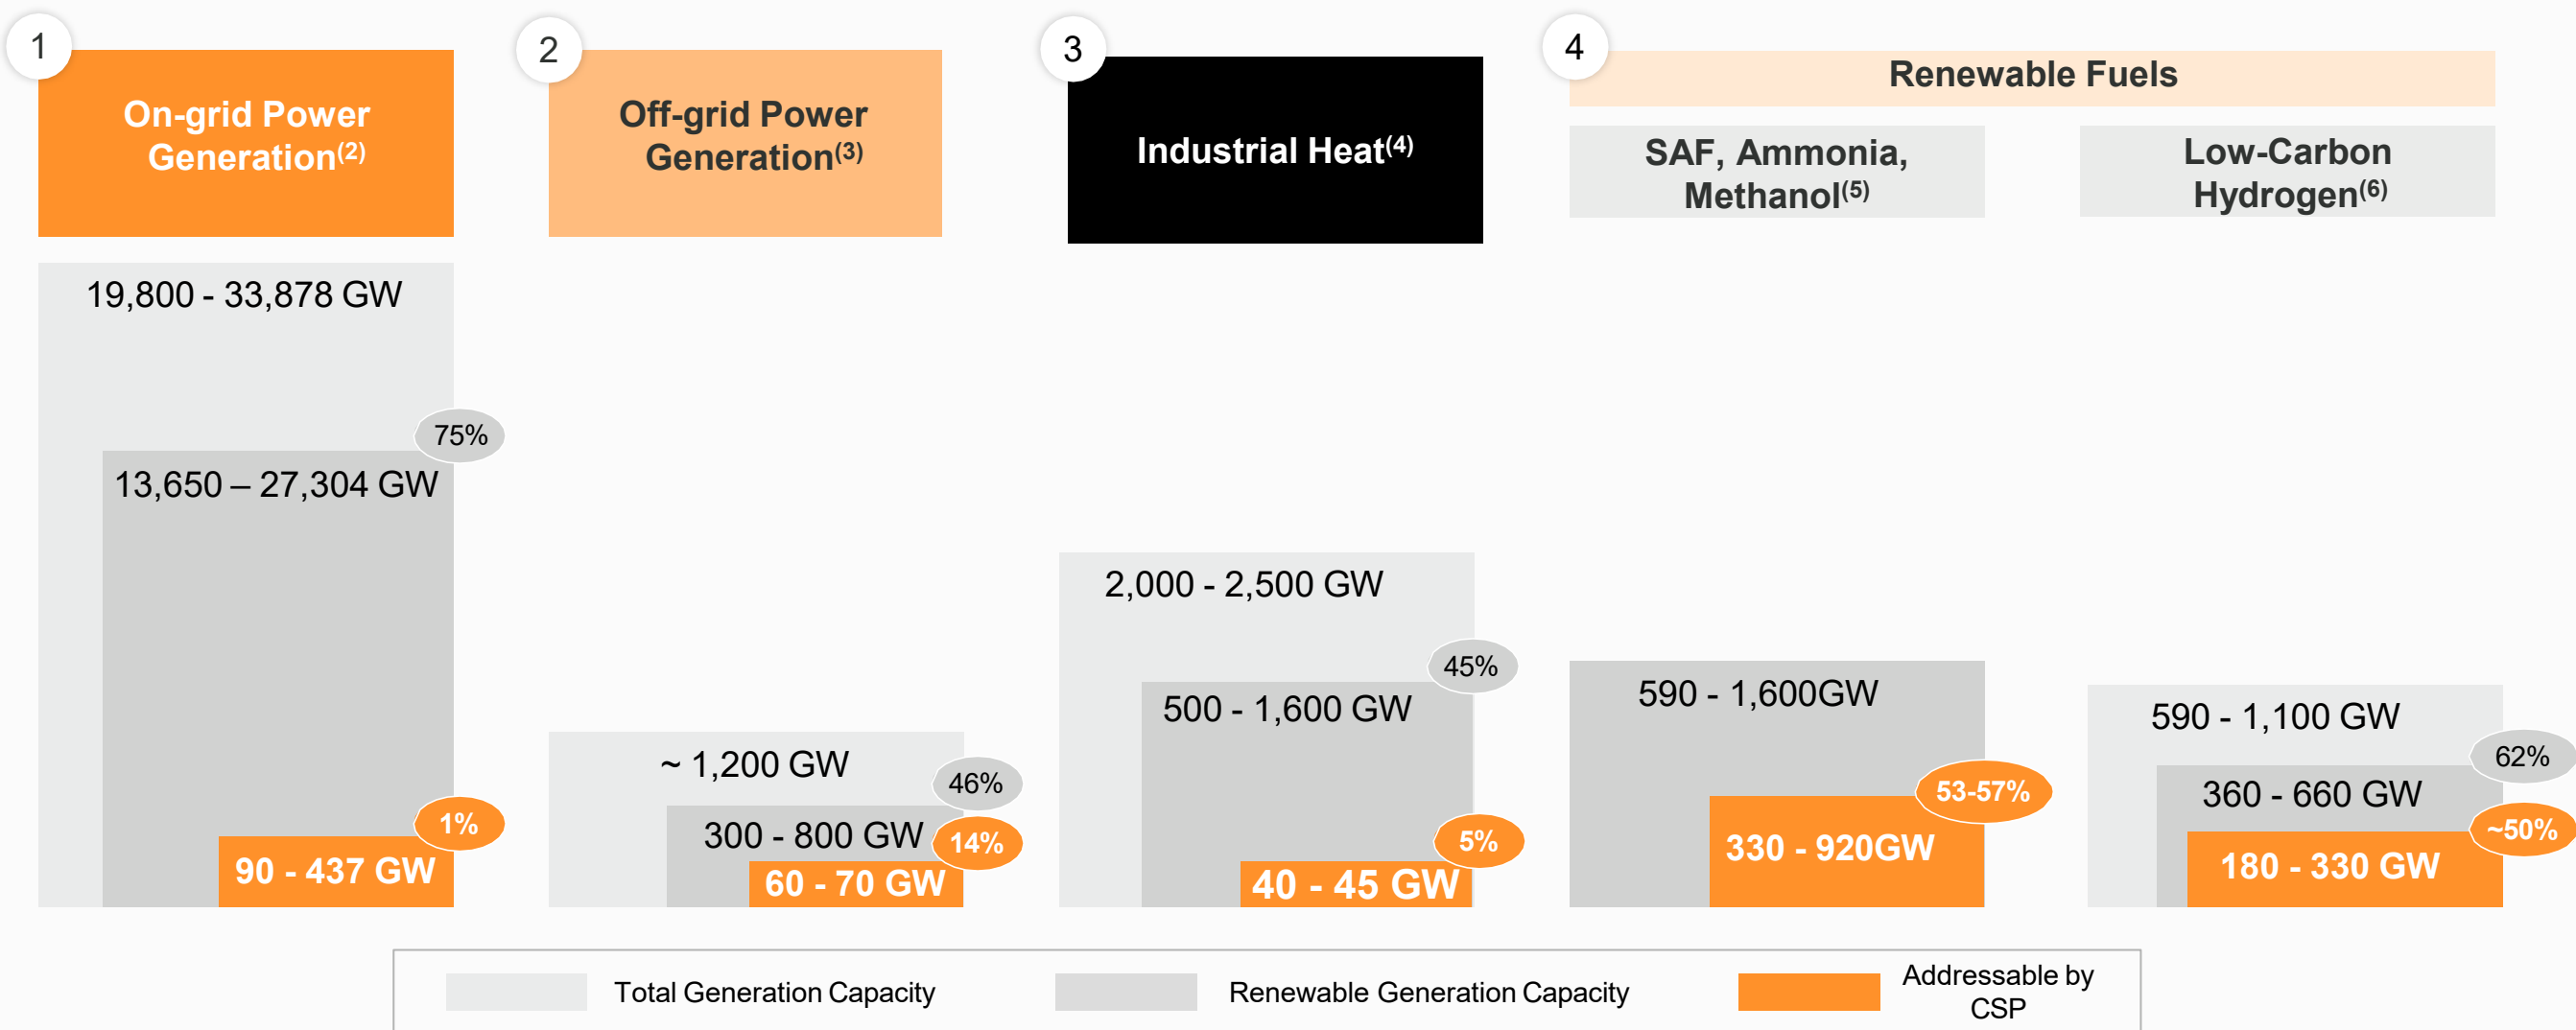 1
On-grid Power
Generation(2)
2
Off-grid Power
Generation(3)
3
Industrial Heat(4)
4
Renewable Fuels
SAF, Ammonia,
Methanol(5)
Low-Carbon
Hydrogen(6)
19,800 - 33,878 GW
75%
13,650 – 27,304 GW
1%
90 - 437 GW
~ 1,200 GW
46%
300 - 800 GW
14%
60 - 70 GW
2,000 - 2,500 GW
45%
500 - 1,600 GW
5%
40 - 45 GW
590 - 1,600GW
53-57%
330 - 920GW
590 - 1,100 GW
62%
360 - 660 GW
~50%
180 - 330 GW
Total Generation Capacity
Renewable Generation Capacity
Addressable by
CSP